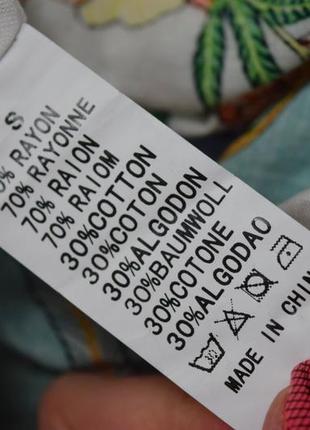 S
0% RAYON
70% RAYONNE
70% RAION
70% RAIOM
30%COTTON
30%COTON
30%ALGODON
30%BAUMWOLL
30%COTONE
30%ALGODAO
MADE IN CHIN